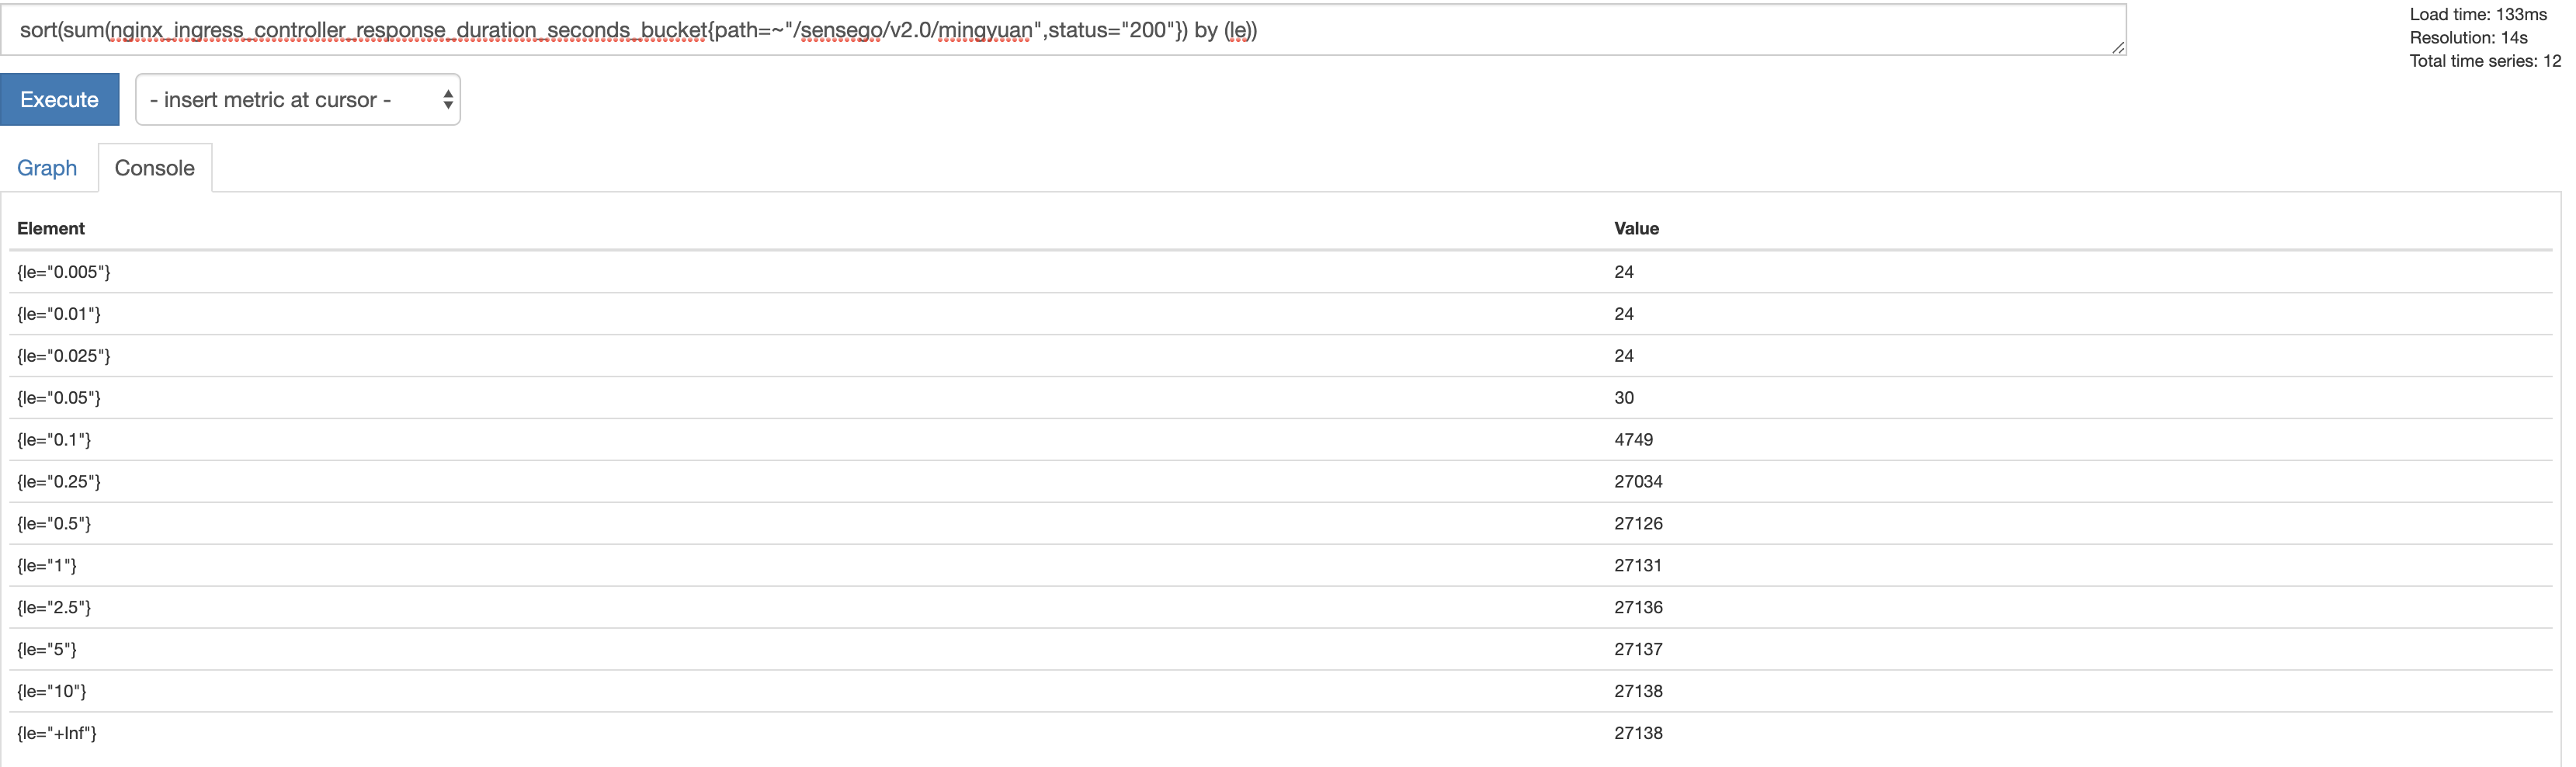 sort(sum(nginx_ingress_controller_response_duration_seconds_bucket{path=~"/sensego/v2.0/mingyuan",status="200"}) by (le))
Load time: 133ms
Resolution: 14s
Total time series: 12
Execute
- insert metric at cursor -
Graph Console
Element Value
{le="0.005"} 24
{le="0.01"} 24
{le="0.025"} 24
{le="0.05"} 30
{le="0.1"} 4749
{le="0.25"} 27034
{le="0.5"} 27126
{le="1"} 27131
{le="2.5"} 27136
{le="5"} 27137
{le="10"} 27138
{le="+Inf"} 27138